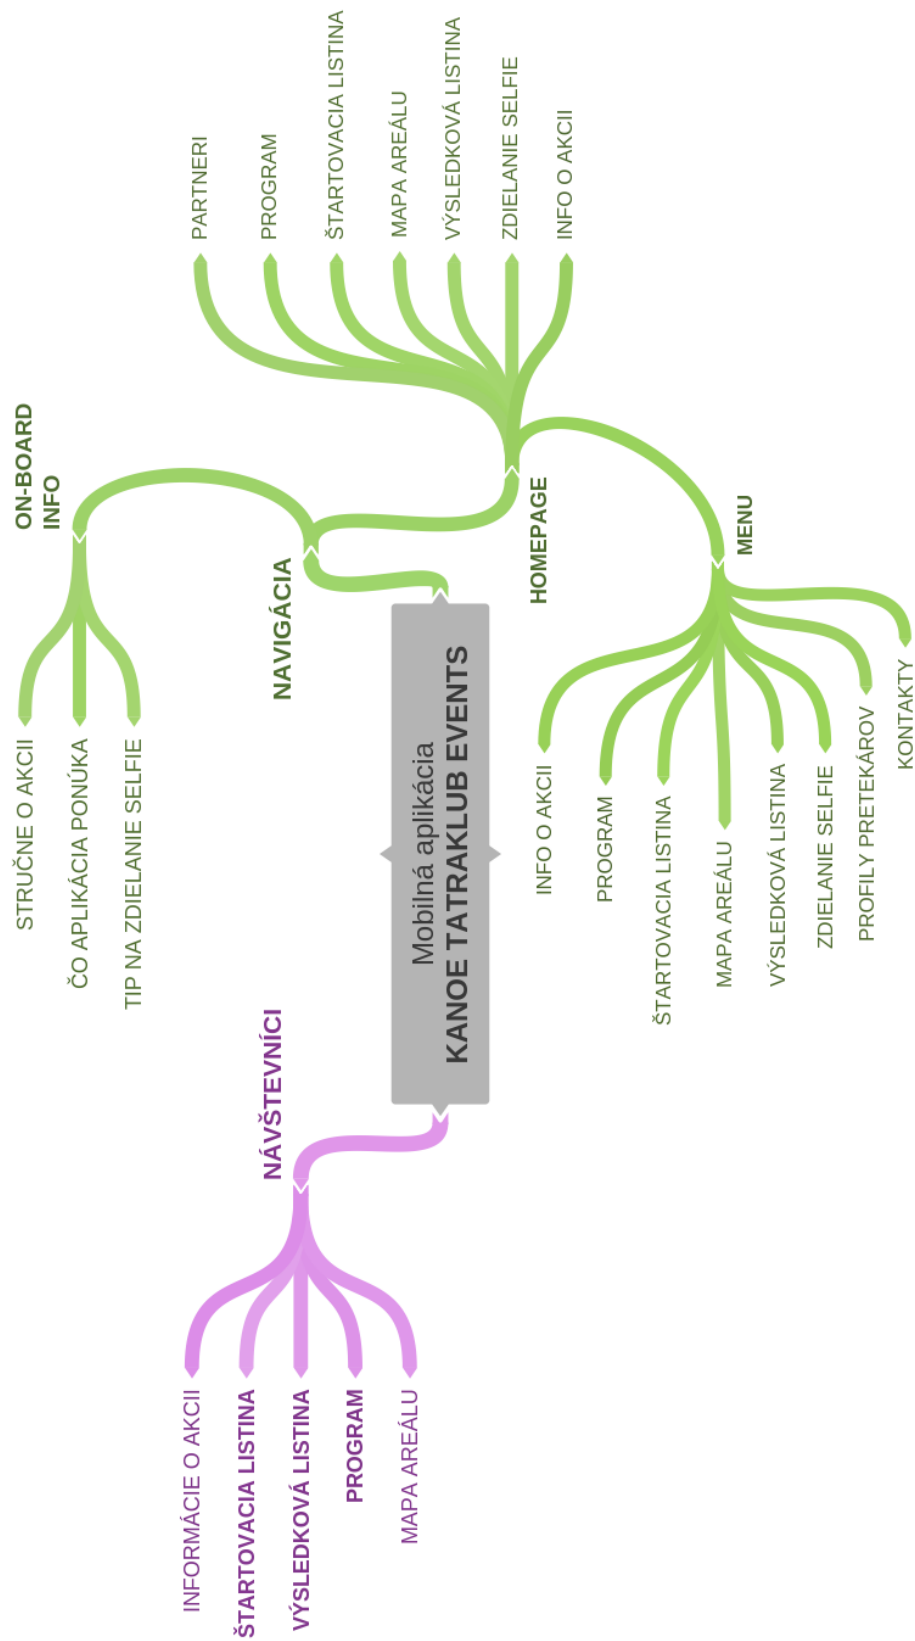 Mobilná aplikácia
KANOE TATRAKLUB EVENTS
NÁVŠTEVNÍCI
INFORMÁCIE O AKCII
ŠTARTOVACIA LISTINA
VÝSLEDKOVÁ LISTINA
PROGRAM
MAPA AREÁLU
NAVIGÁCIA
ON-BOARD
INFO
STRUČNE O AKCII
ČO APLIKÁCIA PONÚKA
TIP NA ZDIELANIE SELFIE
HOMEPAGE
PARTNERI
PROGRAM
ŠTARTOVACIA LISTINA
MAPA AREÁLU
VÝSLEDKOVÁ LISTINA
ZDIELANIE SELFIE
INFO O AKCII
MENU
INFO O AKCII
PROGRAM
ŠTARTOVACIA LISTINA
MAPA AREÁLU
VÝSLEDKOVÁ LISTINA
ZDIELANIE SELFIE
PROFILY PRETEKÁROV
KONTAKTY